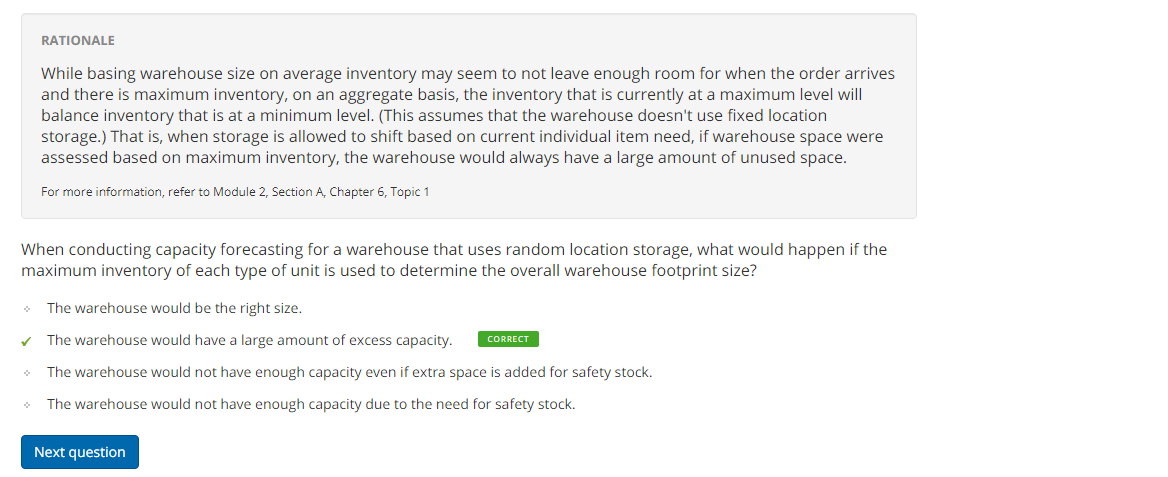 RATIONALE
While basing warehouse size on average inventory may seem to not leave enough room for when the order arrives
and there is maximum inventory, on an aggregate basis, the inventory that is currently at a maximum level will
balance inventory that is at a minimum level. (This assumes that the warehouse doesn't use fixed location
storage.) That is, when storage is allowed to shift based on current individual item need, if warehouse space were
assessed based on maximum inventory, the warehouse would always have a large amount of unused space.
For more information, refer to Module 2, Section A, Chapter 6, Topic 1
When conducting capacity forecasting for a warehouse that uses random location storage, what would happen if the
maximum inventory of each type of unit is used to determine the overall warehouse footprint size?
The warehouse would be the right size.
The warehouse would have a large amount of excess capacity. CORRECT
The warehouse would not have enough capacity even if extra space is added for safety stock.
The warehouse would not have enough capacity due to the need for safety stock.
Next question